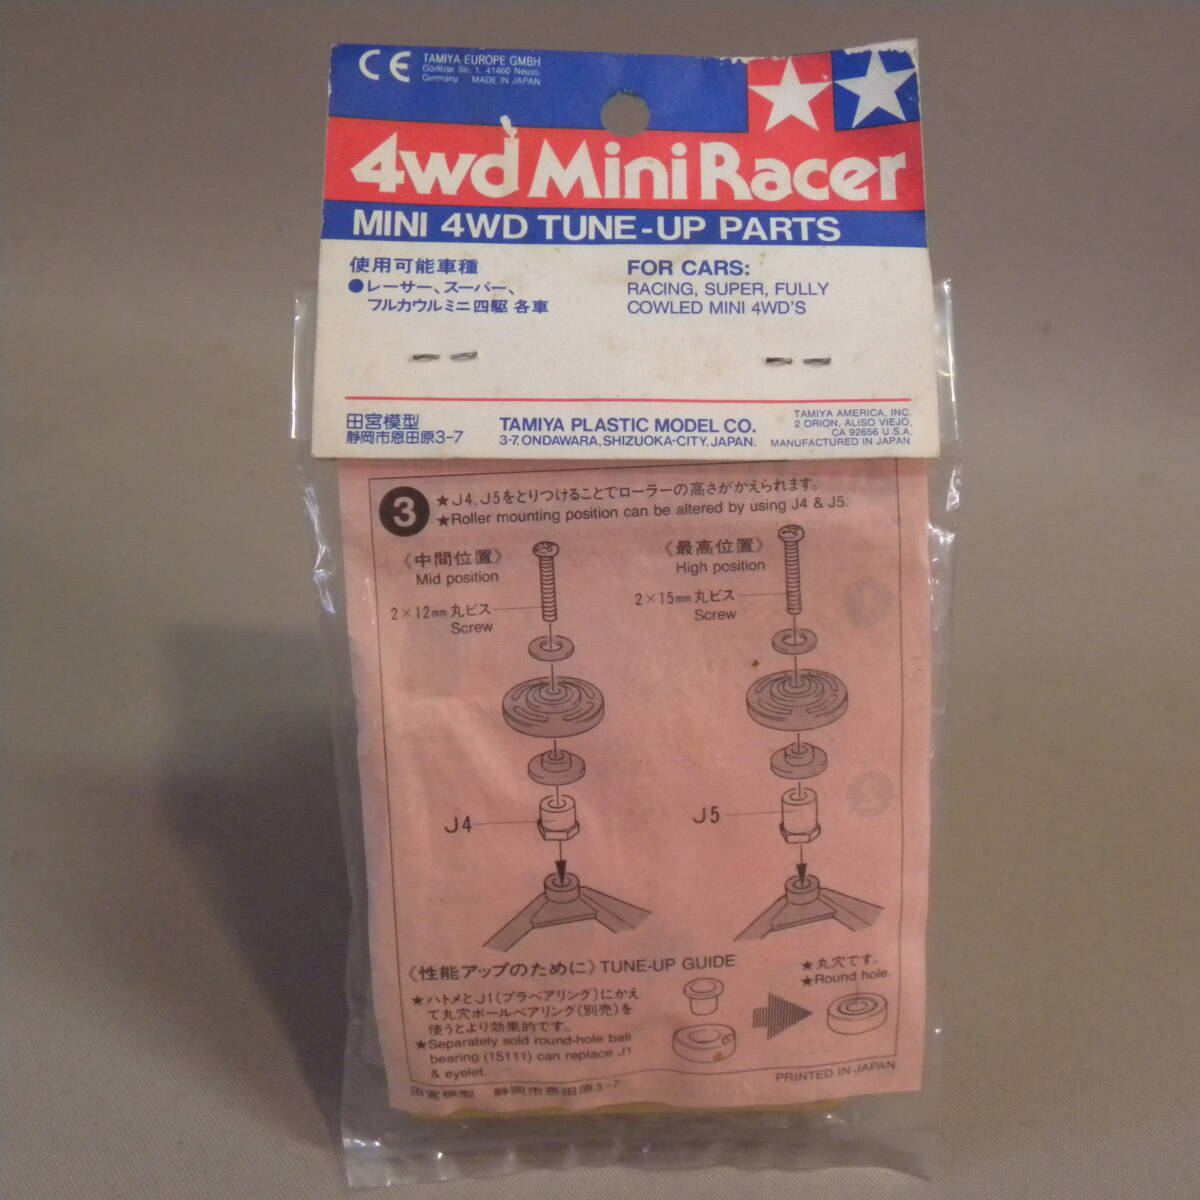 CE
TAMIYA EUROPE GMBH
Görlitzer Str. 1. 41460 Neuss.
Germany MADE IN JAPAN
4wd Mini Racer
MINI 4WD TUNE-UP PARTS
使用可能車種
●レーサー、スーパー、
フルカウルミニ四駆 各車
FOR CARS:
RACING, SUPER, FULLY
COWLED MINI 4WD'S
田宮模型
静岡市恩田原3-7
TAMIYA PLASTIC MODEL CO.
3-7, ONDAWARA, SHIZUOKA-CITY, JAPAN.
TAMIYA AMERICA, INC.
2 ORION, ALISO VIEJO,
CA 92656 U.S.A.
MANUFACTURED IN JAPAN
3
★J4, J5をとりつけることでローラーの高さがかえられます。
★Roller mounting position can be altered by using J4 & J5.
《中間位置》
Mid position
2×12mm丸ビス
Screw
J4
《最高位置》
High position
2×15mm丸ビス
Screw
J5
《性能アップのために》TUNE-UP GUIDE
★ハトメとJ1(プラベアリング)にかえ
て丸穴ボールベアリング(別売)を
使うとより効果的です。
★Separately sold round-hole ball
bearing (15111) can replace J1
& eyelet.
★丸穴です。
★Round hole.
田宮模型 静岡市恩田原3-7
PRINTED IN JAPAN